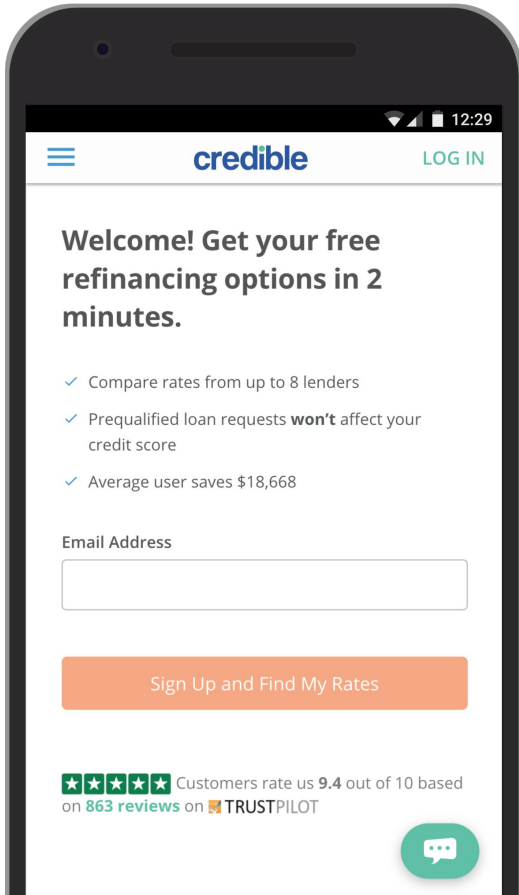 12:29
credible
LOG IN
Welcome! Get your free
refinancing options in 2
minutes.
Compare rates from up to 8 lenders
Prequalified loan requests won't affect your
credit score
Average user saves $18,668
Email Address
Sign Up and Find My Rates
Customers rate us 9.4 out of 10 based
on 863 reviews on TRUSTPILOT